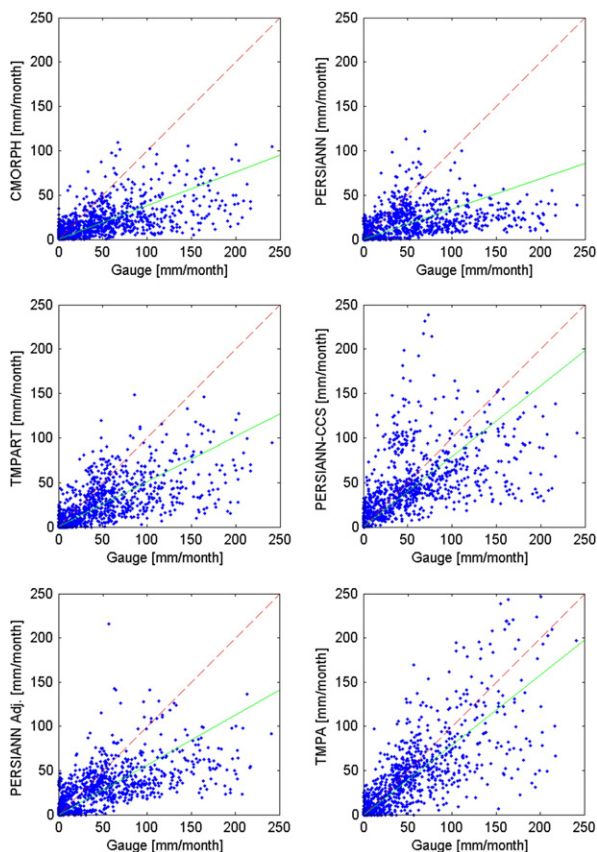 250
200
150
100
50
0
CMORPH [mm/month]
0 50 100 150 200 250
Gauge [mm/month]
250
200
150
100
50
0
PERSIANN [mm/month]
0 50 100 150 200 250
Gauge [mm/month]
250
200
150
100
50
0
TMPART [mm/month]
0 50 100 150 200 250
Gauge [mm/month]
250
200
150
100
50
0
PERSIANN-CCS [mm/month]
0 50 100 150 200 250
Gauge [mm/month]
250
200
150
100
50
0
PERSIANN Adj. [mm/month]
0 50 100 150 200 250
Gauge [mm/month]
250
200
150
100
50
0
TMPA [mm/month]
0 50 100 150 200 250
Gauge [mm/month]